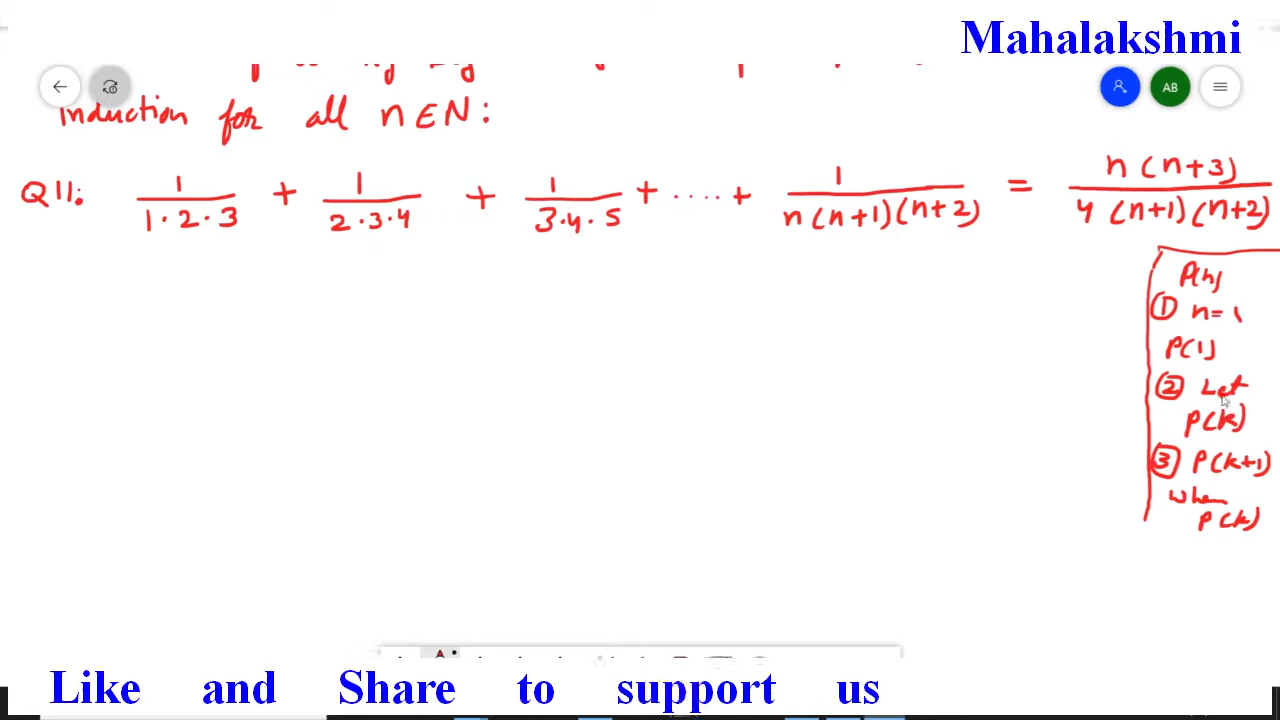 Mahalakshmi
AB
induction for all n ∈ N :
Q11: 1/(1·2·3) + 1/(2·3·4) + 1/(3·4·5) + ..... + 1/(n(n+1)(n+2)) = n(n+3)/(4(n+1)(n+2))
P(n)
① n=1
P(1)
② Let
P(k)
③ P(k+1)
when
P(k)
Like and Share to support us